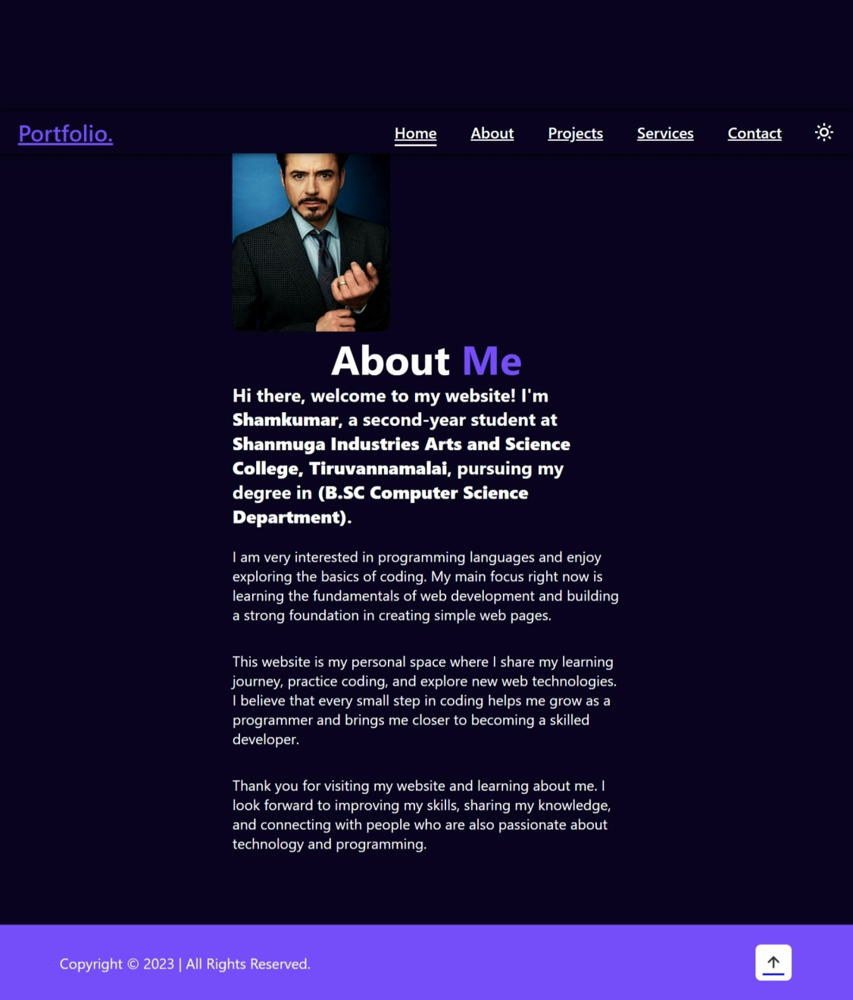 Portfolio.
Home About Projects Services Contact
About Me
Hi there, welcome to my website! I'm
Shamkumar, a second-year student at
Shanmuga Industries Arts and Science
College, Tiruvannamalai, pursuing my
degree in (B.SC Computer Science
Department).
I am very interested in programming languages and enjoy
exploring the basics of coding. My main focus right now is
learning the fundamentals of web development and building
a strong foundation in creating simple web pages.
This website is my personal space where I share my learning
journey, practice coding, and explore new web technologies.
I believe that every small step in coding helps me grow as a
programmer and brings me closer to becoming a skilled
developer.
Thank you for visiting my website and learning about me. I
look forward to improving my skills, sharing my knowledge,
and connecting with people who are also passionate about
technology and programming.
Copyright © 2023 | All Rights Reserved.